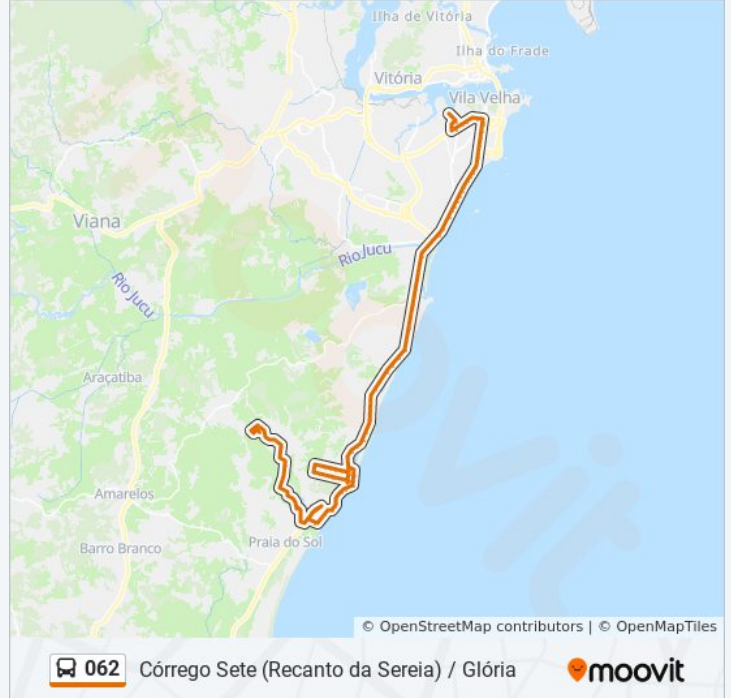 Ilha de Vitória
Ilha do Frade
Vitória
Vila Velha
Viana
Rio Jucu
Rio Jucu
Araçatiba
Amarelos
Barro Branco
Praia do Sol
© OpenStreetMap contributors | © OpenMapTiles
062 Córrego Sete (Recanto da Sereia) / Glória moovit